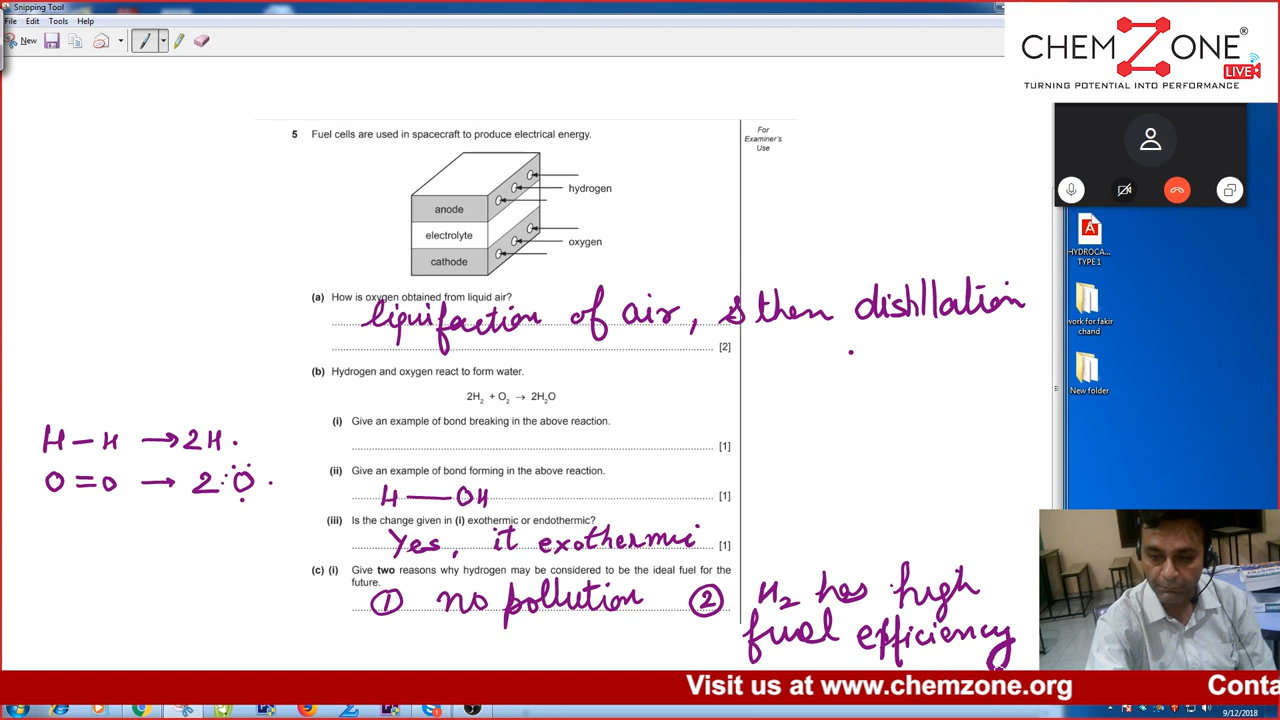 Snipping Tool
File Edit Tools Help
New
CHEMZONE®
LIVE
TURNING POTENTIAL INTO PERFORMANCE
5 Fuel cells are used in spacecraft to produce electrical energy.
For
Examiner's
Use
hydrogen
anode
electrolyte
oxygen
cathode
HYDROCA...
TYPE 1
(a) How is oxygen obtained from liquid air?
liquifaction of air, & then distillation
[2]
work for fakir
chand
New folder
(b) Hydrogen and oxygen react to form water.
2H2 + O2 → 2H2O
(i) Give an example of bond breaking in the above reaction.
[1]
H — H → 2H.
O = O → 2 O
(ii) Give an example of bond forming in the above reaction.
H — OH [1]
(iii) Is the change given in (i) exothermic or endothermic?
Yes, it exothermic [1]
(c) (i) Give two reasons why hydrogen may be considered to be the ideal fuel for the
future.
① no pollution ② H2 has high
fual efficiency
Visit us at www.chemzone.org Conta
9/12/2018